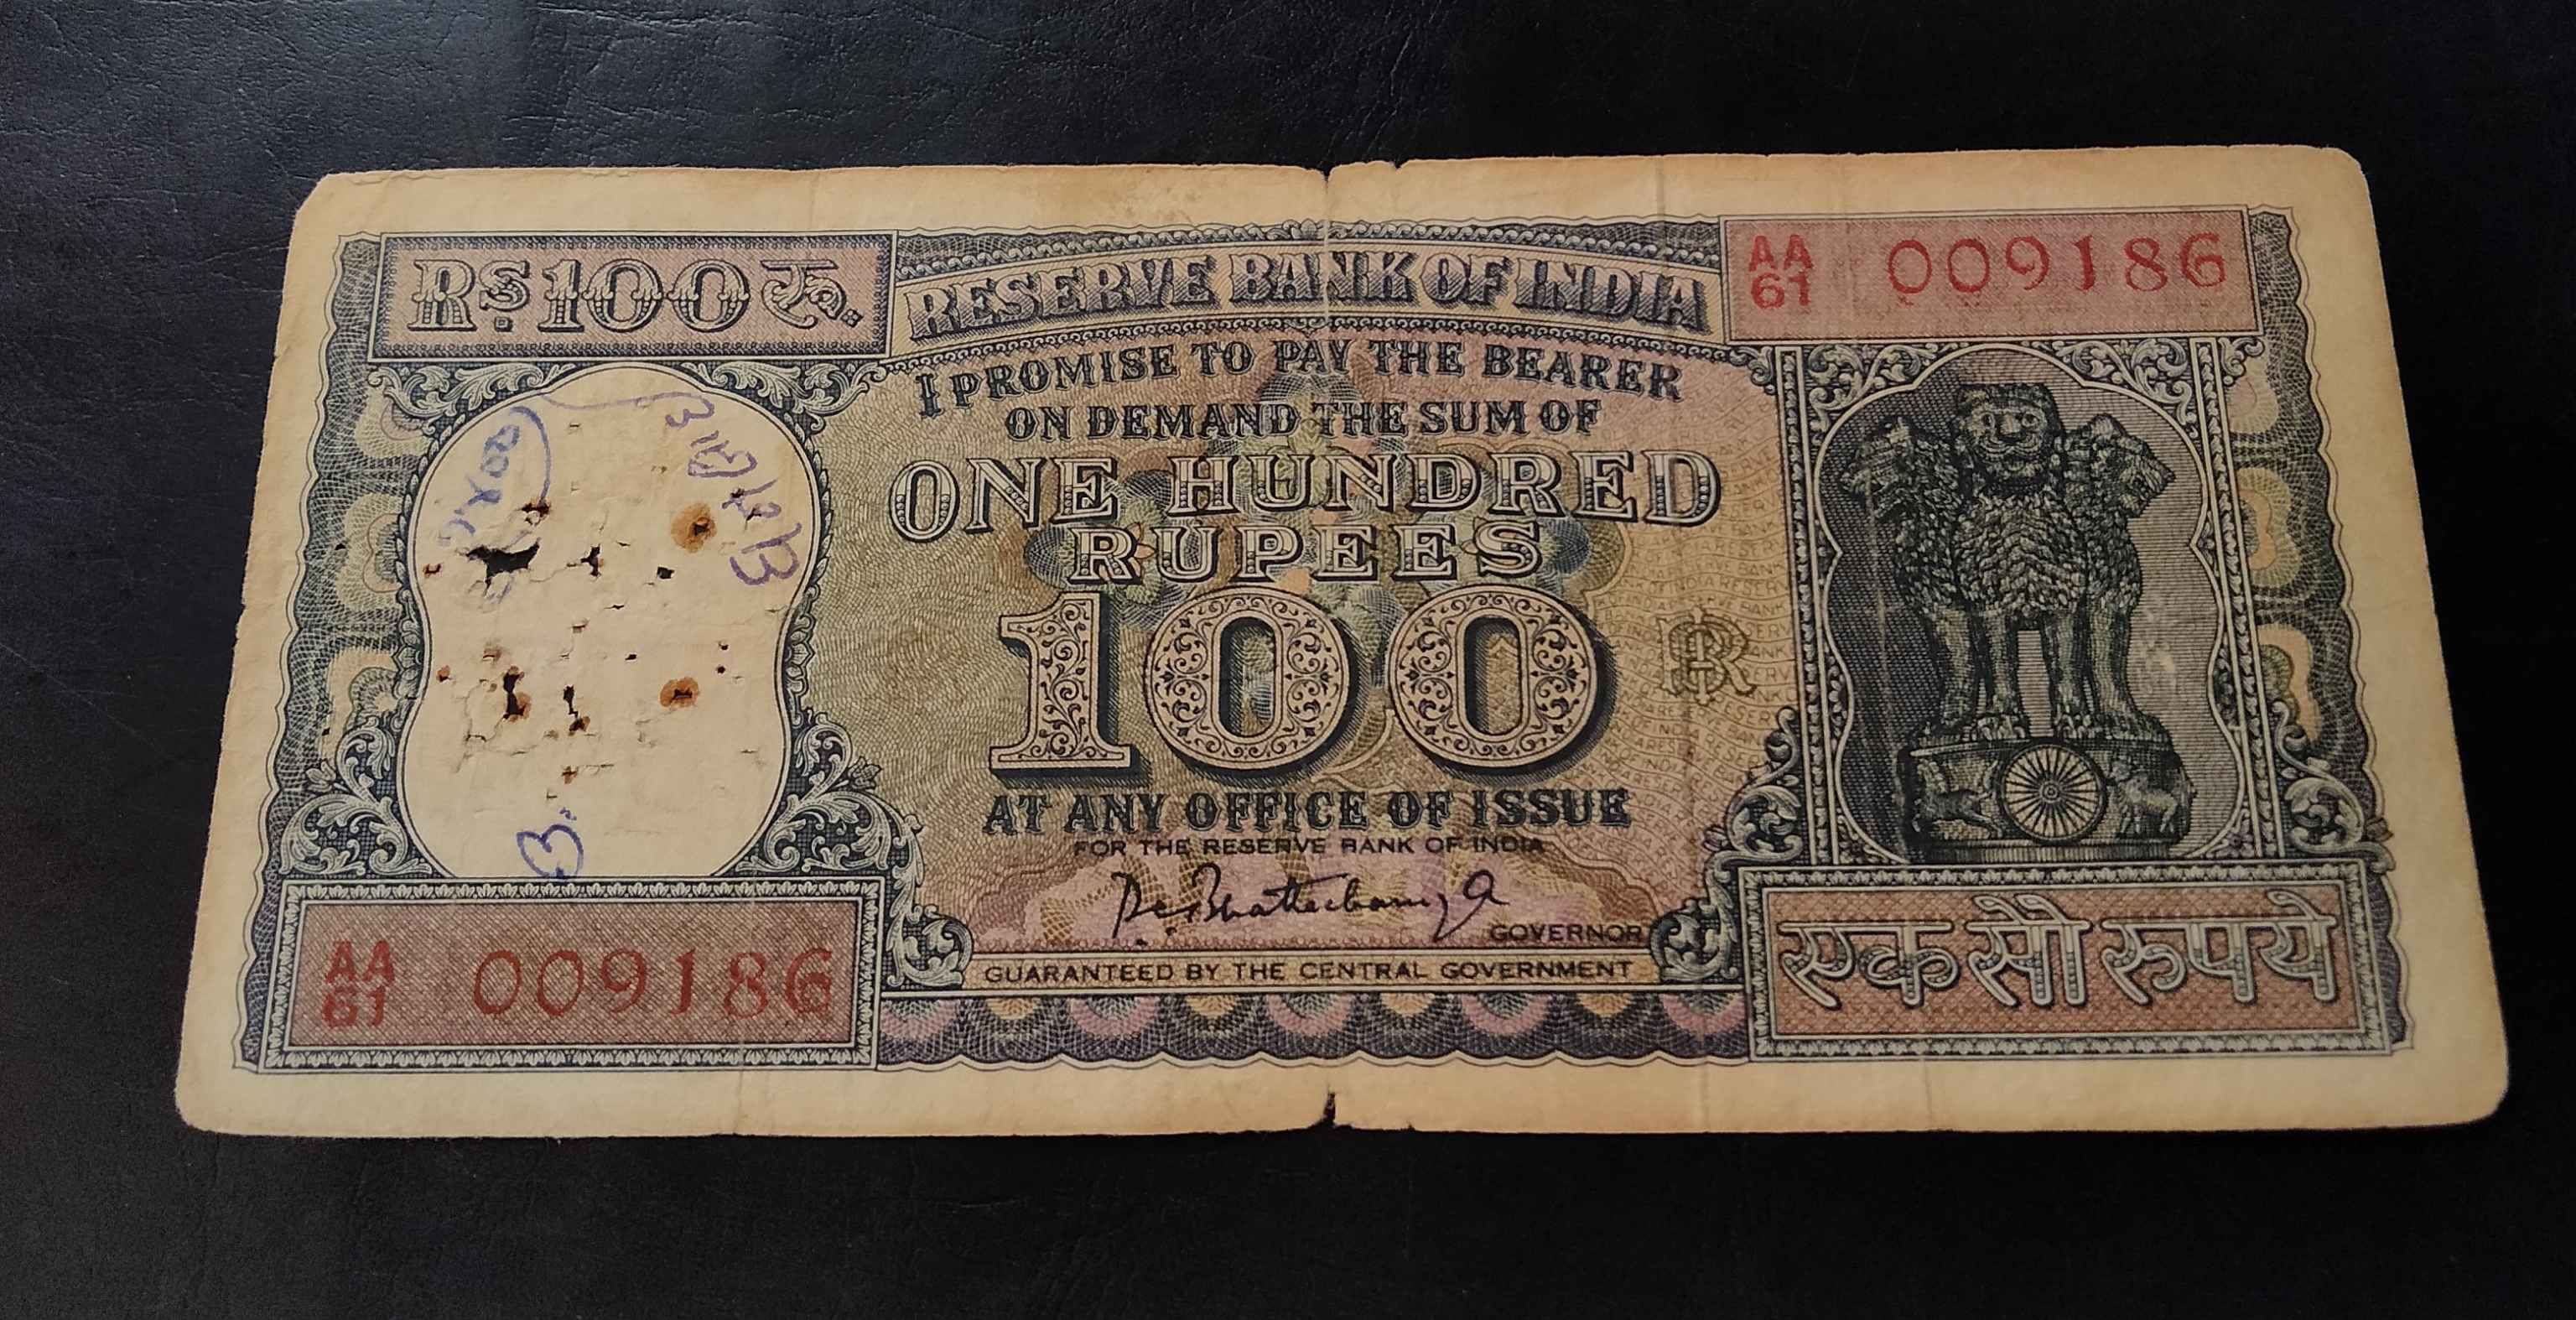 Rs. 100 रु.
RESERVE BANK OF INDIA
AA
61 009186
I PROMISE TO PAY THE BEARER
ON DEMAND THE SUM OF
ONE HUNDRED
RUPEES
100
AT ANY OFFICE OF ISSUE
FOR THE RESERVE BANK OF INDIA
GOVERNOR
GUARANTEED BY THE CENTRAL GOVERNMENT
AA
61 009186
एक सौ रुपये